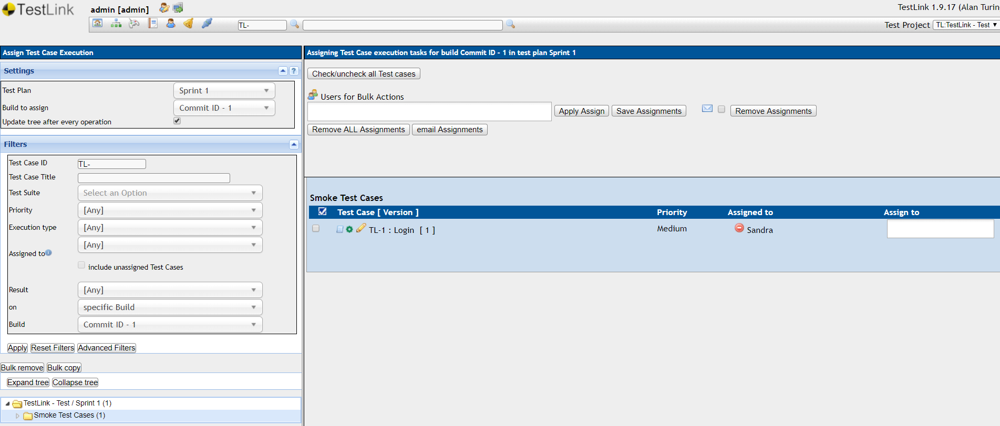 TestLink
admin [admin]
TestLink 1.9.17 (Alan Turin
TL-
Test Project TL:TestLink - Test
Assign Test Case Execution
Settings
?
Test Plan Sprint 1
Build to assign Commit ID - 1
Update tree after every operation
Filters
Test Case ID TL-
Test Case Title
Test Suite Select an Option
Priority [Any]
Execution type [Any]
[Any]
Assigned to
include unassigned Test Cases
Result [Any]
on specific Build
Build Commit ID - 1
Apply Reset Filters Advanced Filters
Bulk remove Bulk copy
Expand tree Collapse tree
TestLink - Test / Sprint 1 (1)
Smoke Test Cases (1)
Assigning Test Case execution tasks for build Commit ID - 1 in test plan Sprint 1
Check/uncheck all Test cases
Users for Bulk Actions
Apply Assign Save Assignments Remove Assignments
Remove ALL Assignments email Assignments
Smoke Test Cases
Test Case [ Version ] Priority Assigned to Assign to
TL-1 : Login [ 1 ] Medium Sandra